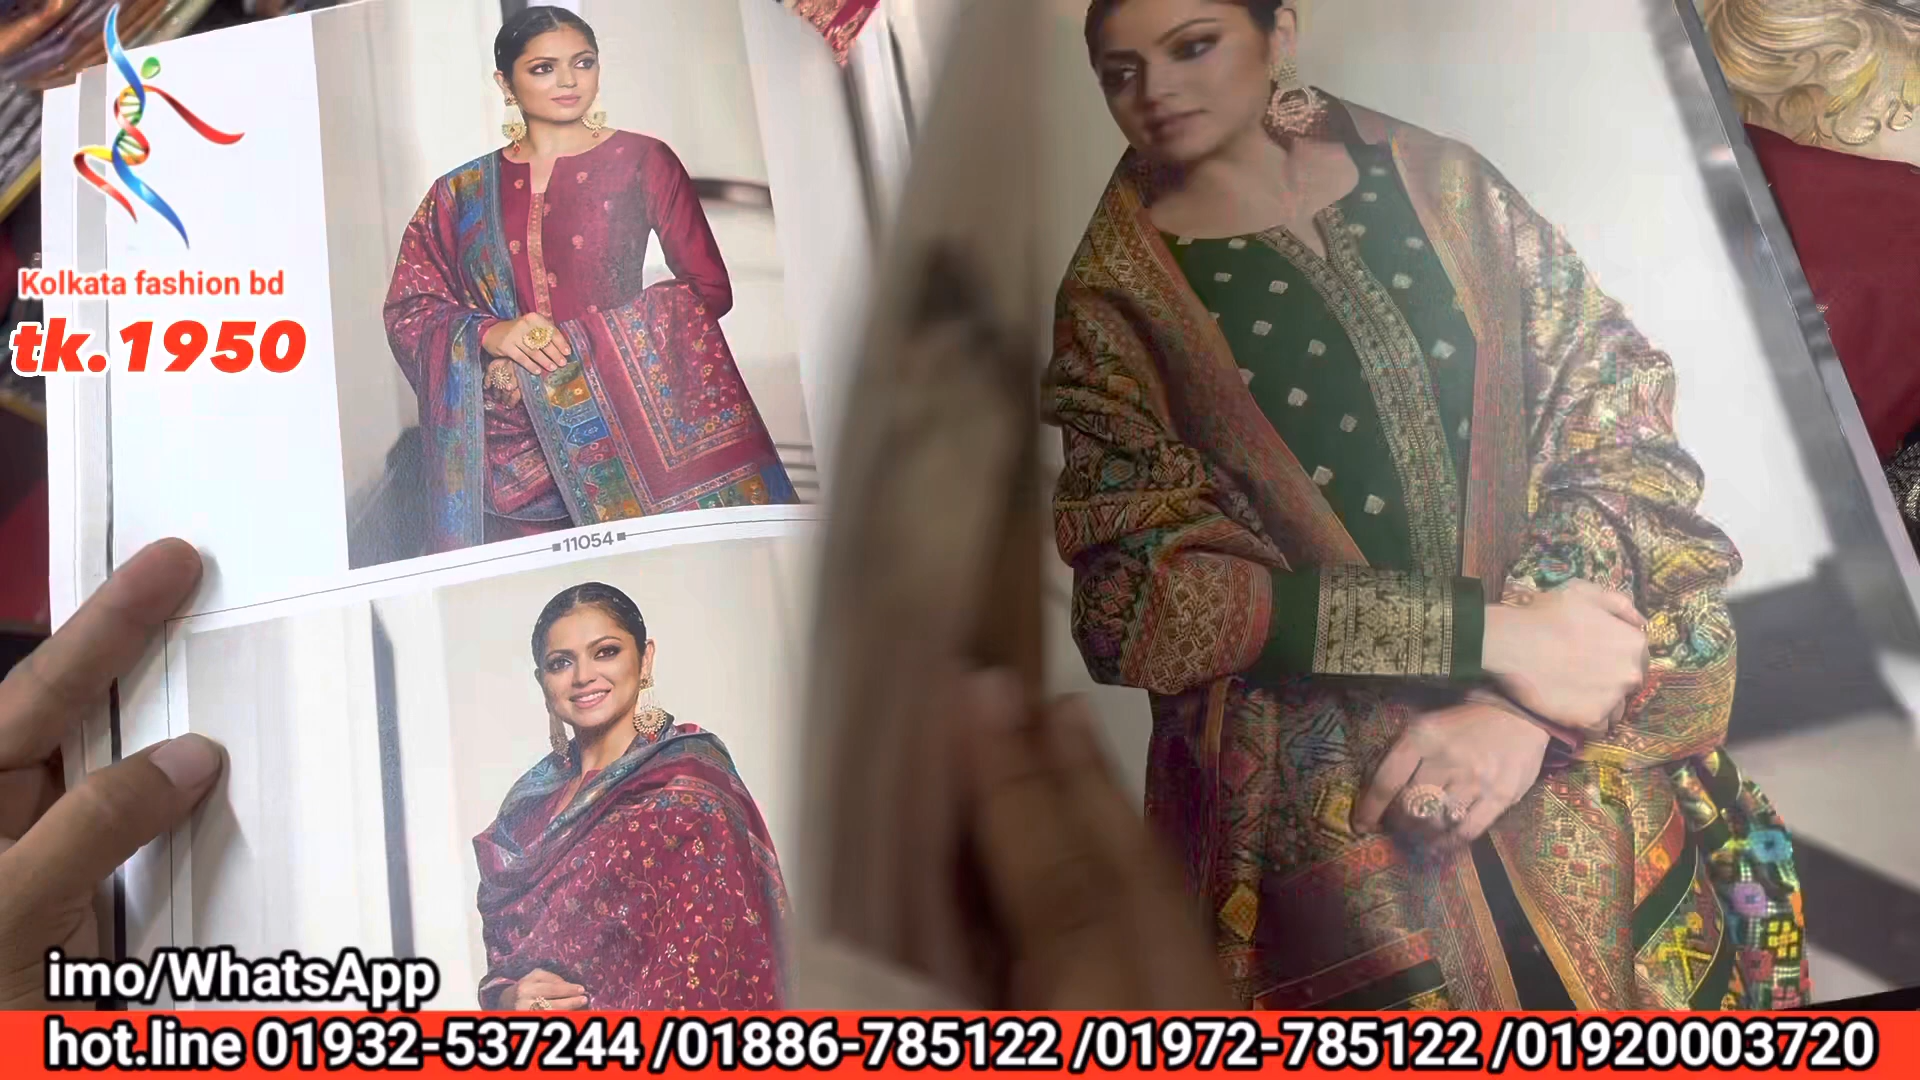 Kolkata fashion bd
tk.1950
11054
imo/WhatsApp
hot.line 01932-537244 /01886-785122 /01972-785122 /01920003720